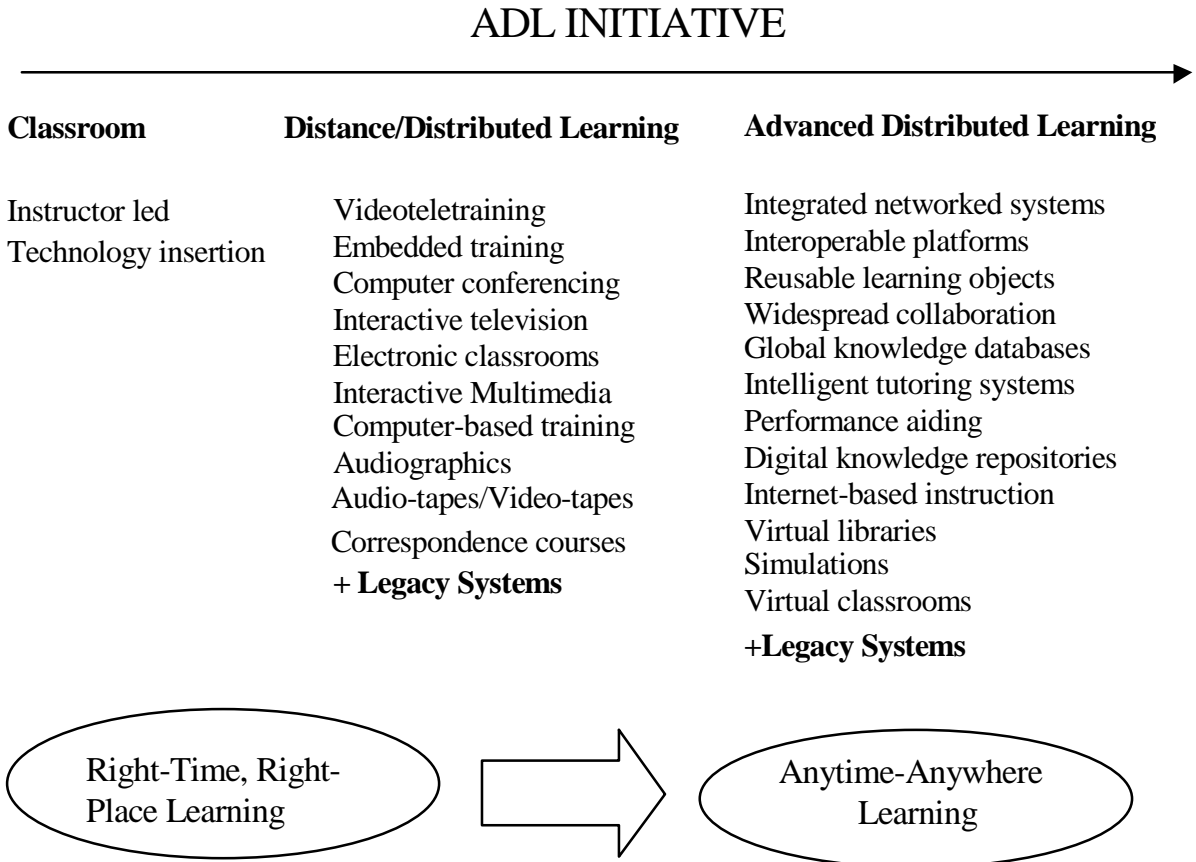 ADL INITIATIVE
Classroom
Instructor led
Technology insertion
Distance/Distributed Learning
Videoteletraining
Embedded training
Computer conferencing
Interactive television
Electronic classrooms
Interactive Multimedia
Computer-based training
Audiographics
Audio-tapes/Video-tapes
Correspondence courses
+ Legacy Systems
Advanced Distributed Learning
Integrated networked systems
Interoperable platforms
Reusable learning objects
Widespread collaboration
Global knowledge databases
Intelligent tutoring systems
Performance aiding
Digital knowledge repositories
Internet-based instruction
Virtual libraries
Simulations
Virtual classrooms
+Legacy Systems
Right-Time, Right-
Place Learning
Anytime-Anywhere
Learning